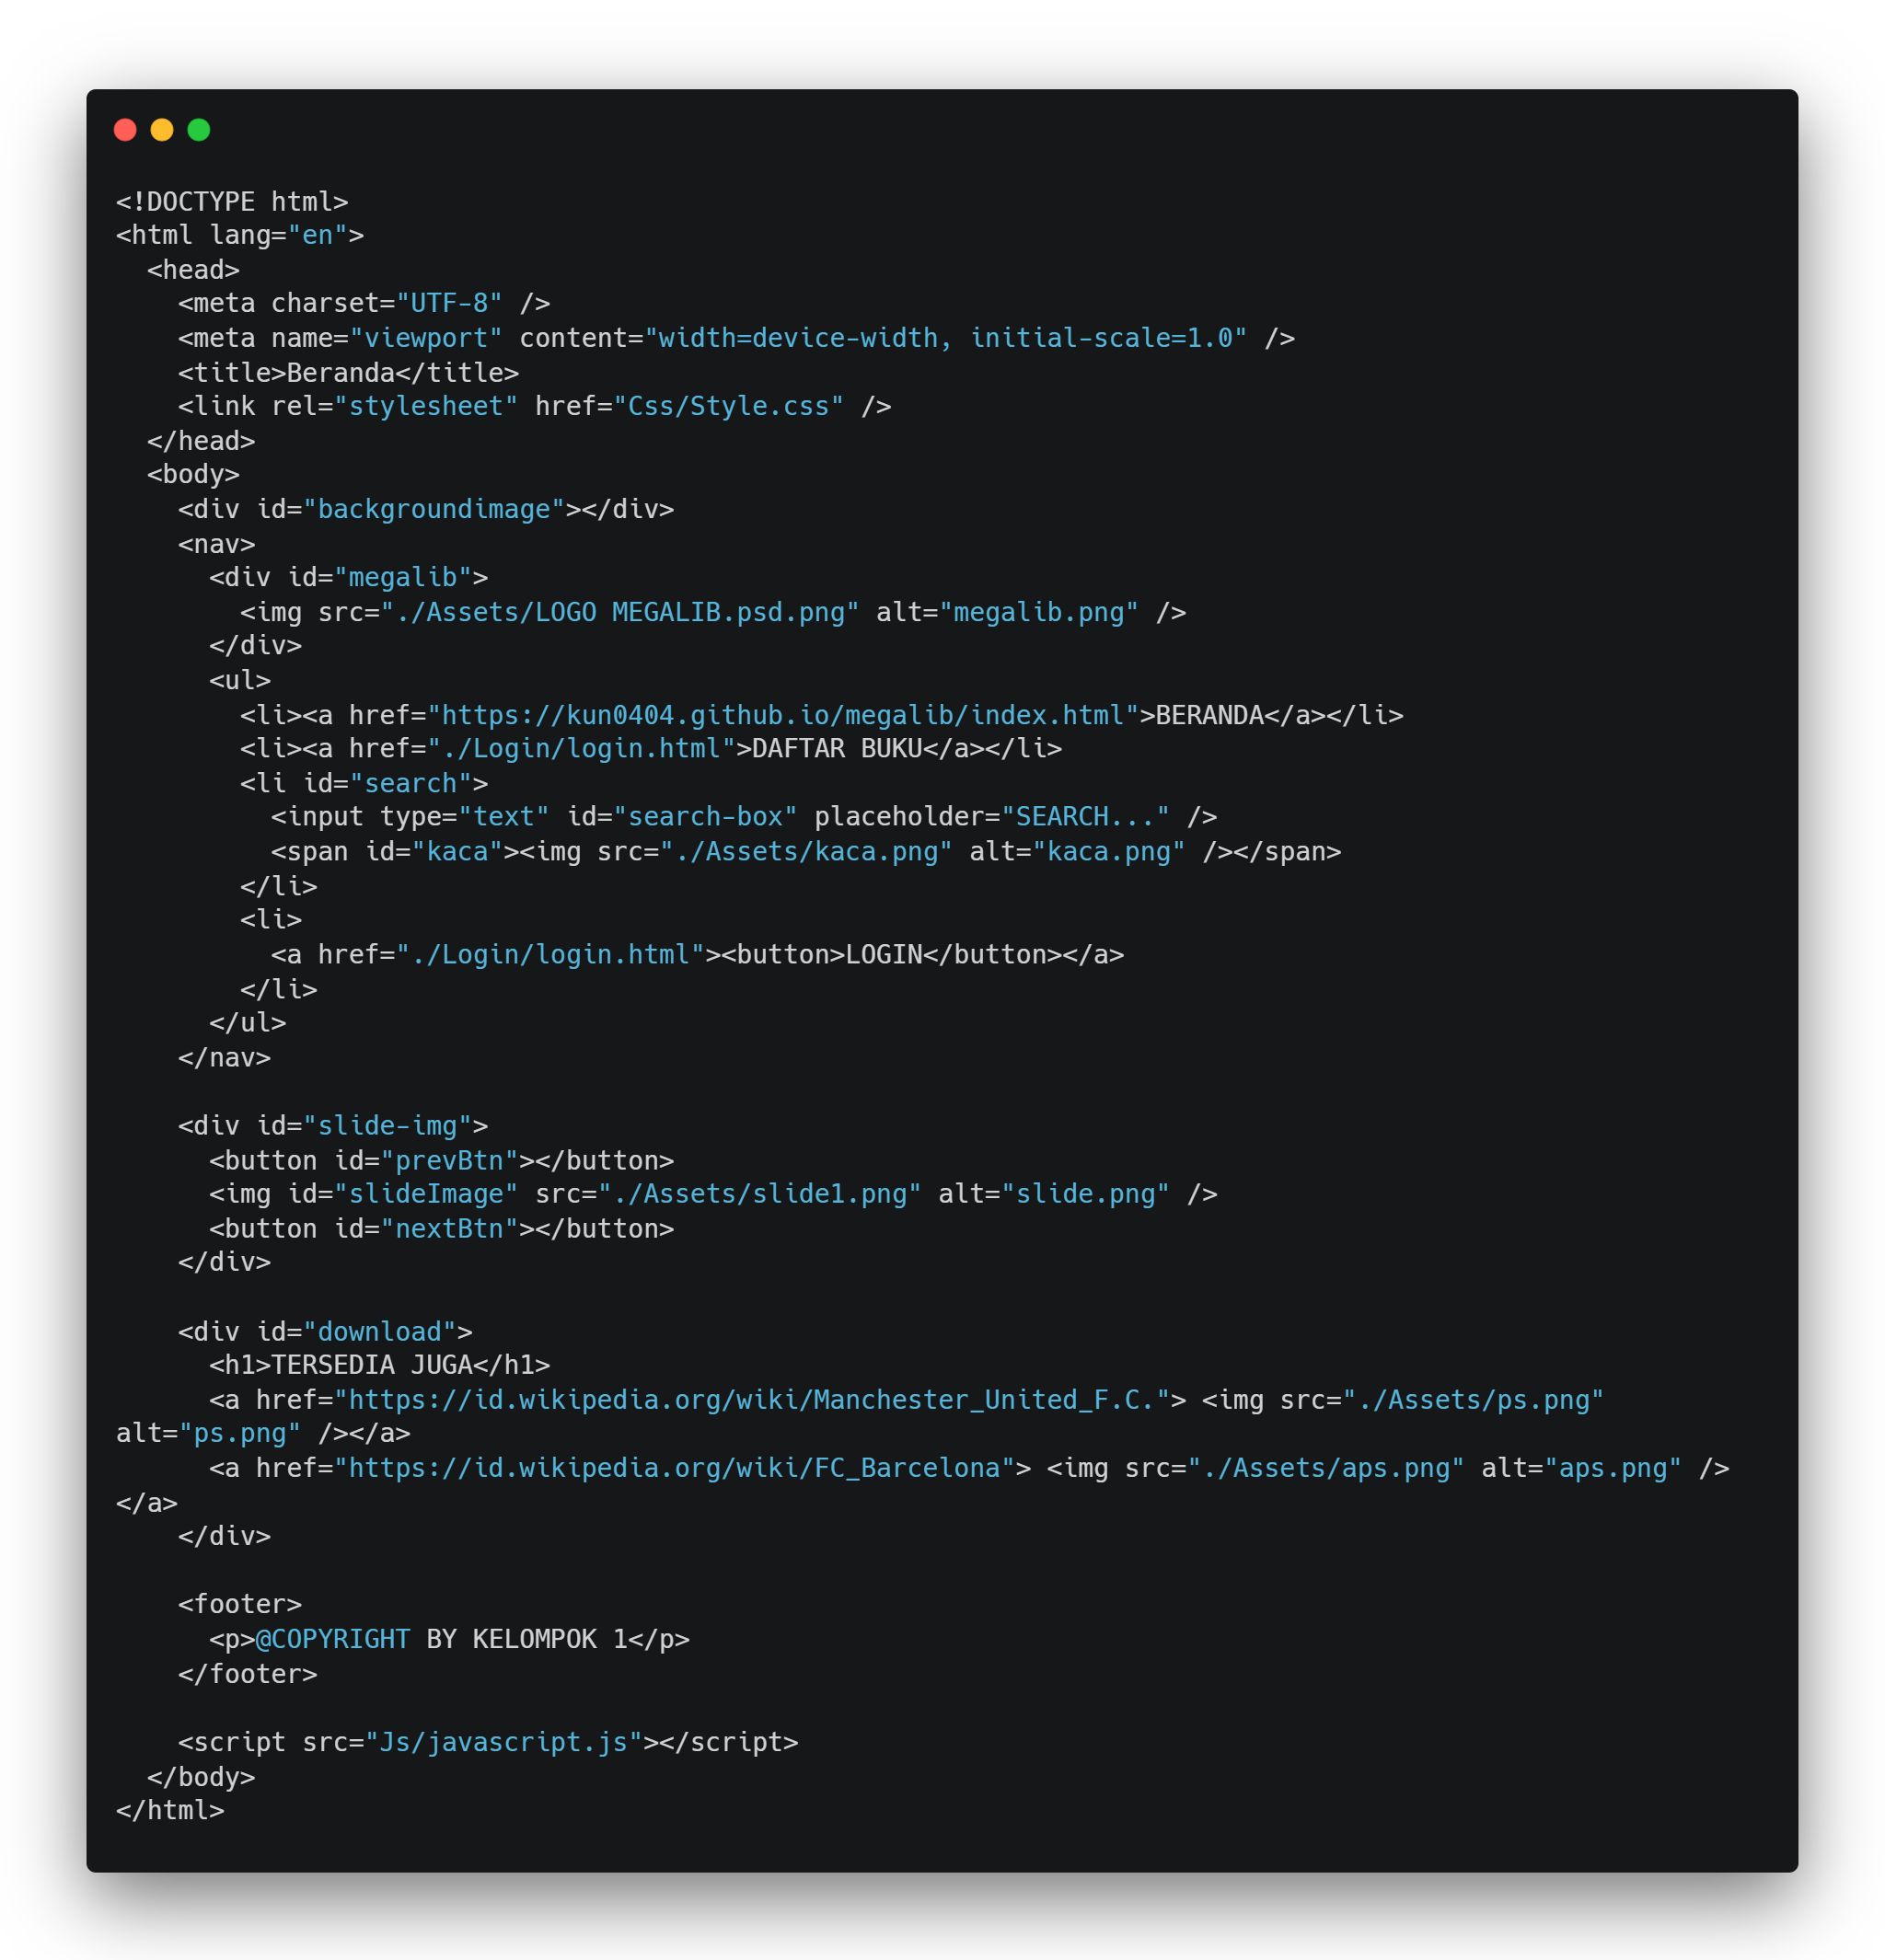 <!DOCTYPE html>
<html lang="en">
  <head>
    <meta charset="UTF-8" />
    <meta name="viewport" content="width=device-width, initial-scale=1.0" />
    <title>Beranda</title>
    <link rel="stylesheet" href="Css/Style.css" />
  </head>
  <body>
    <div id="backgroundimage"></div>
    <nav>
      <div id="megalib">
        <img src="./Assets/LOGO MEGALIB.psd.png" alt="megalib.png" />
      </div>
      <ul>
        <li><a href="https://kun0404.github.io/megalib/index.html">BERANDA</a></li>
        <li><a href="./Login/login.html">DAFTAR BUKU</a></li>
        <li id="search">
          <input type="text" id="search-box" placeholder="SEARCH..." />
          <span id="kaca"><img src="./Assets/kaca.png" alt="kaca.png" /></span>
        </li>
        <li>
          <a href="./Login/login.html"><button>LOGIN</button></a>
        </li>
      </ul>
    </nav>

    <div id="slide-img">
      <button id="prevBtn"></button>
      <img id="slideImage" src="./Assets/slide1.png" alt="slide.png" />
      <button id="nextBtn"></button>
    </div>

    <div id="download">
      <h1>TERSEDIA JUGA</h1>
      <a href="https://id.wikipedia.org/wiki/Manchester_United_F.C."> <img src="./Assets/ps.png"
alt="ps.png" /></a>
      <a href="https://id.wikipedia.org/wiki/FC_Barcelona"> <img src="./Assets/aps.png" alt="aps.png" />
</a>
    </div>

    <footer>
      <p>@COPYRIGHT BY KELOMPOK 1</p>
    </footer>

    <script src="Js/javascript.js"></script>
  </body>
</html>